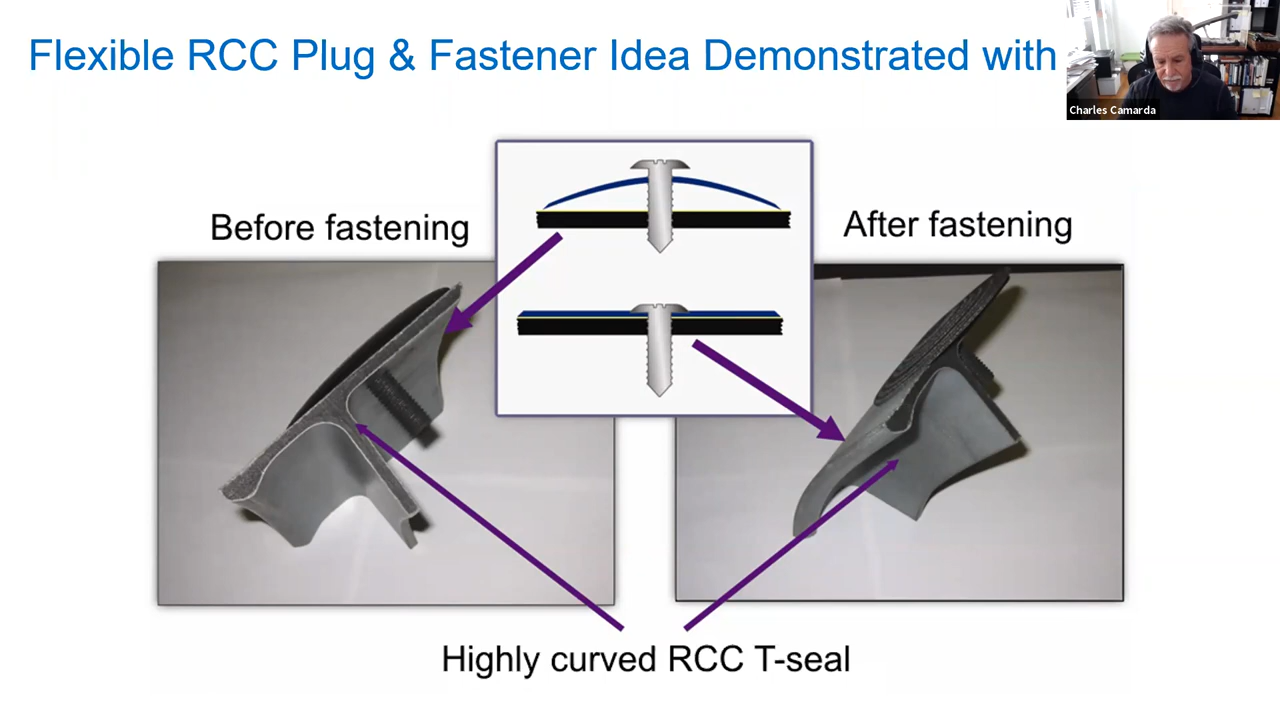 Flexible RCC Plug & Fastener Idea Demonstrated with
Charles Camarda
Before fastening
After fastening
Highly curved RCC T-seal